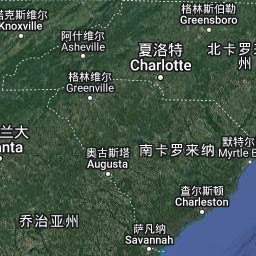 诺克斯维尔
Knoxville
阿什维尔
Asheville
格林斯伯勒
Greensboro
夏洛特
Charlotte
北卡罗来
州
格林维尔
Greenville
兰大
anta
奥古斯塔
Augusta
南卡罗来纳
默特尔
Myrtle B
查尔斯顿
Charleston
乔治亚州
萨凡纳
Savannah